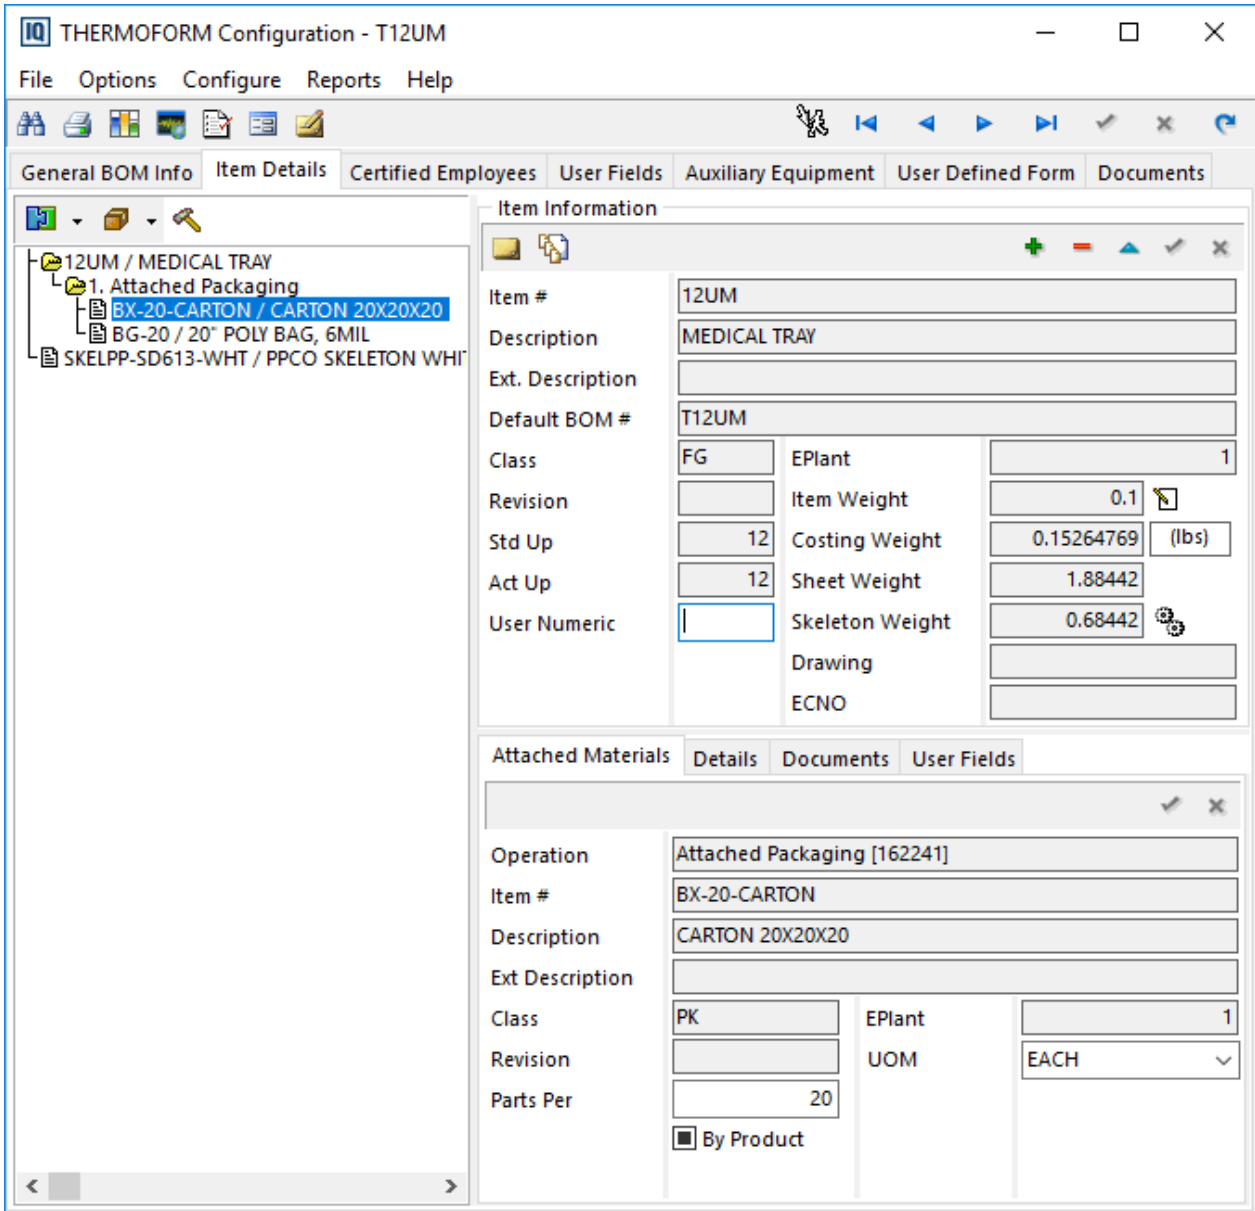 IQ THERMOFORM Configuration - T12UM
File Options Configure Reports Help
General BOM Info Item Details Certified Employees User Fields Auxiliary Equipment User Defined Form Documents
12UM / MEDICAL TRAY
1. Attached Packaging
BX-20-CARTON / CARTON 20X20X20
BG-20 / 20" POLY BAG, 6MIL
SKELPP-SD613-WHT / PPCO SKELETON WHI
Item Information
Item # 12UM
Description MEDICAL TRAY
Ext. Description
Default BOM # T12UM
Class FG EPlant 1
Revision Item Weight 0.1
Std Up 12 Costing Weight 0.15264769 (lbs)
Act Up 12 Sheet Weight 1.88442
User Numeric Skeleton Weight 0.68442
Drawing
ECNO
Attached Materials Details Documents User Fields
Operation Attached Packaging [162241]
Item # BX-20-CARTON
Description CARTON 20X20X20
Ext Description
Class PK EPlant 1
Revision UOM EACH
Parts Per 20
By Product